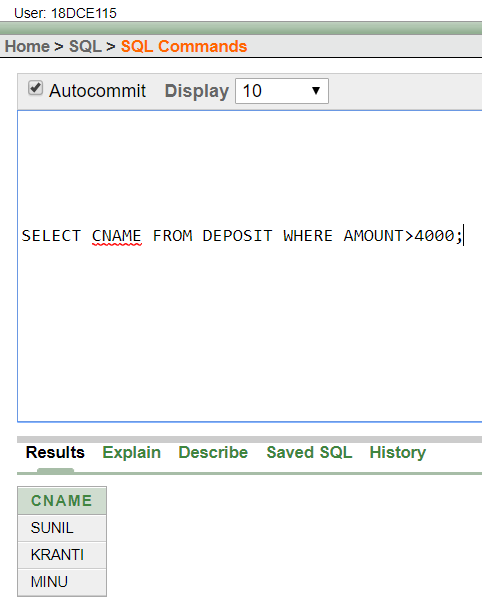 User: 18DCE115
Home > SQL > SQL Commands
Autocommit Display 10
SELECT CNAME FROM DEPOSIT WHERE AMOUNT>4000;
Results Explain Describe Saved SQL History
CNAME
SUNIL
KRANTI
MINU